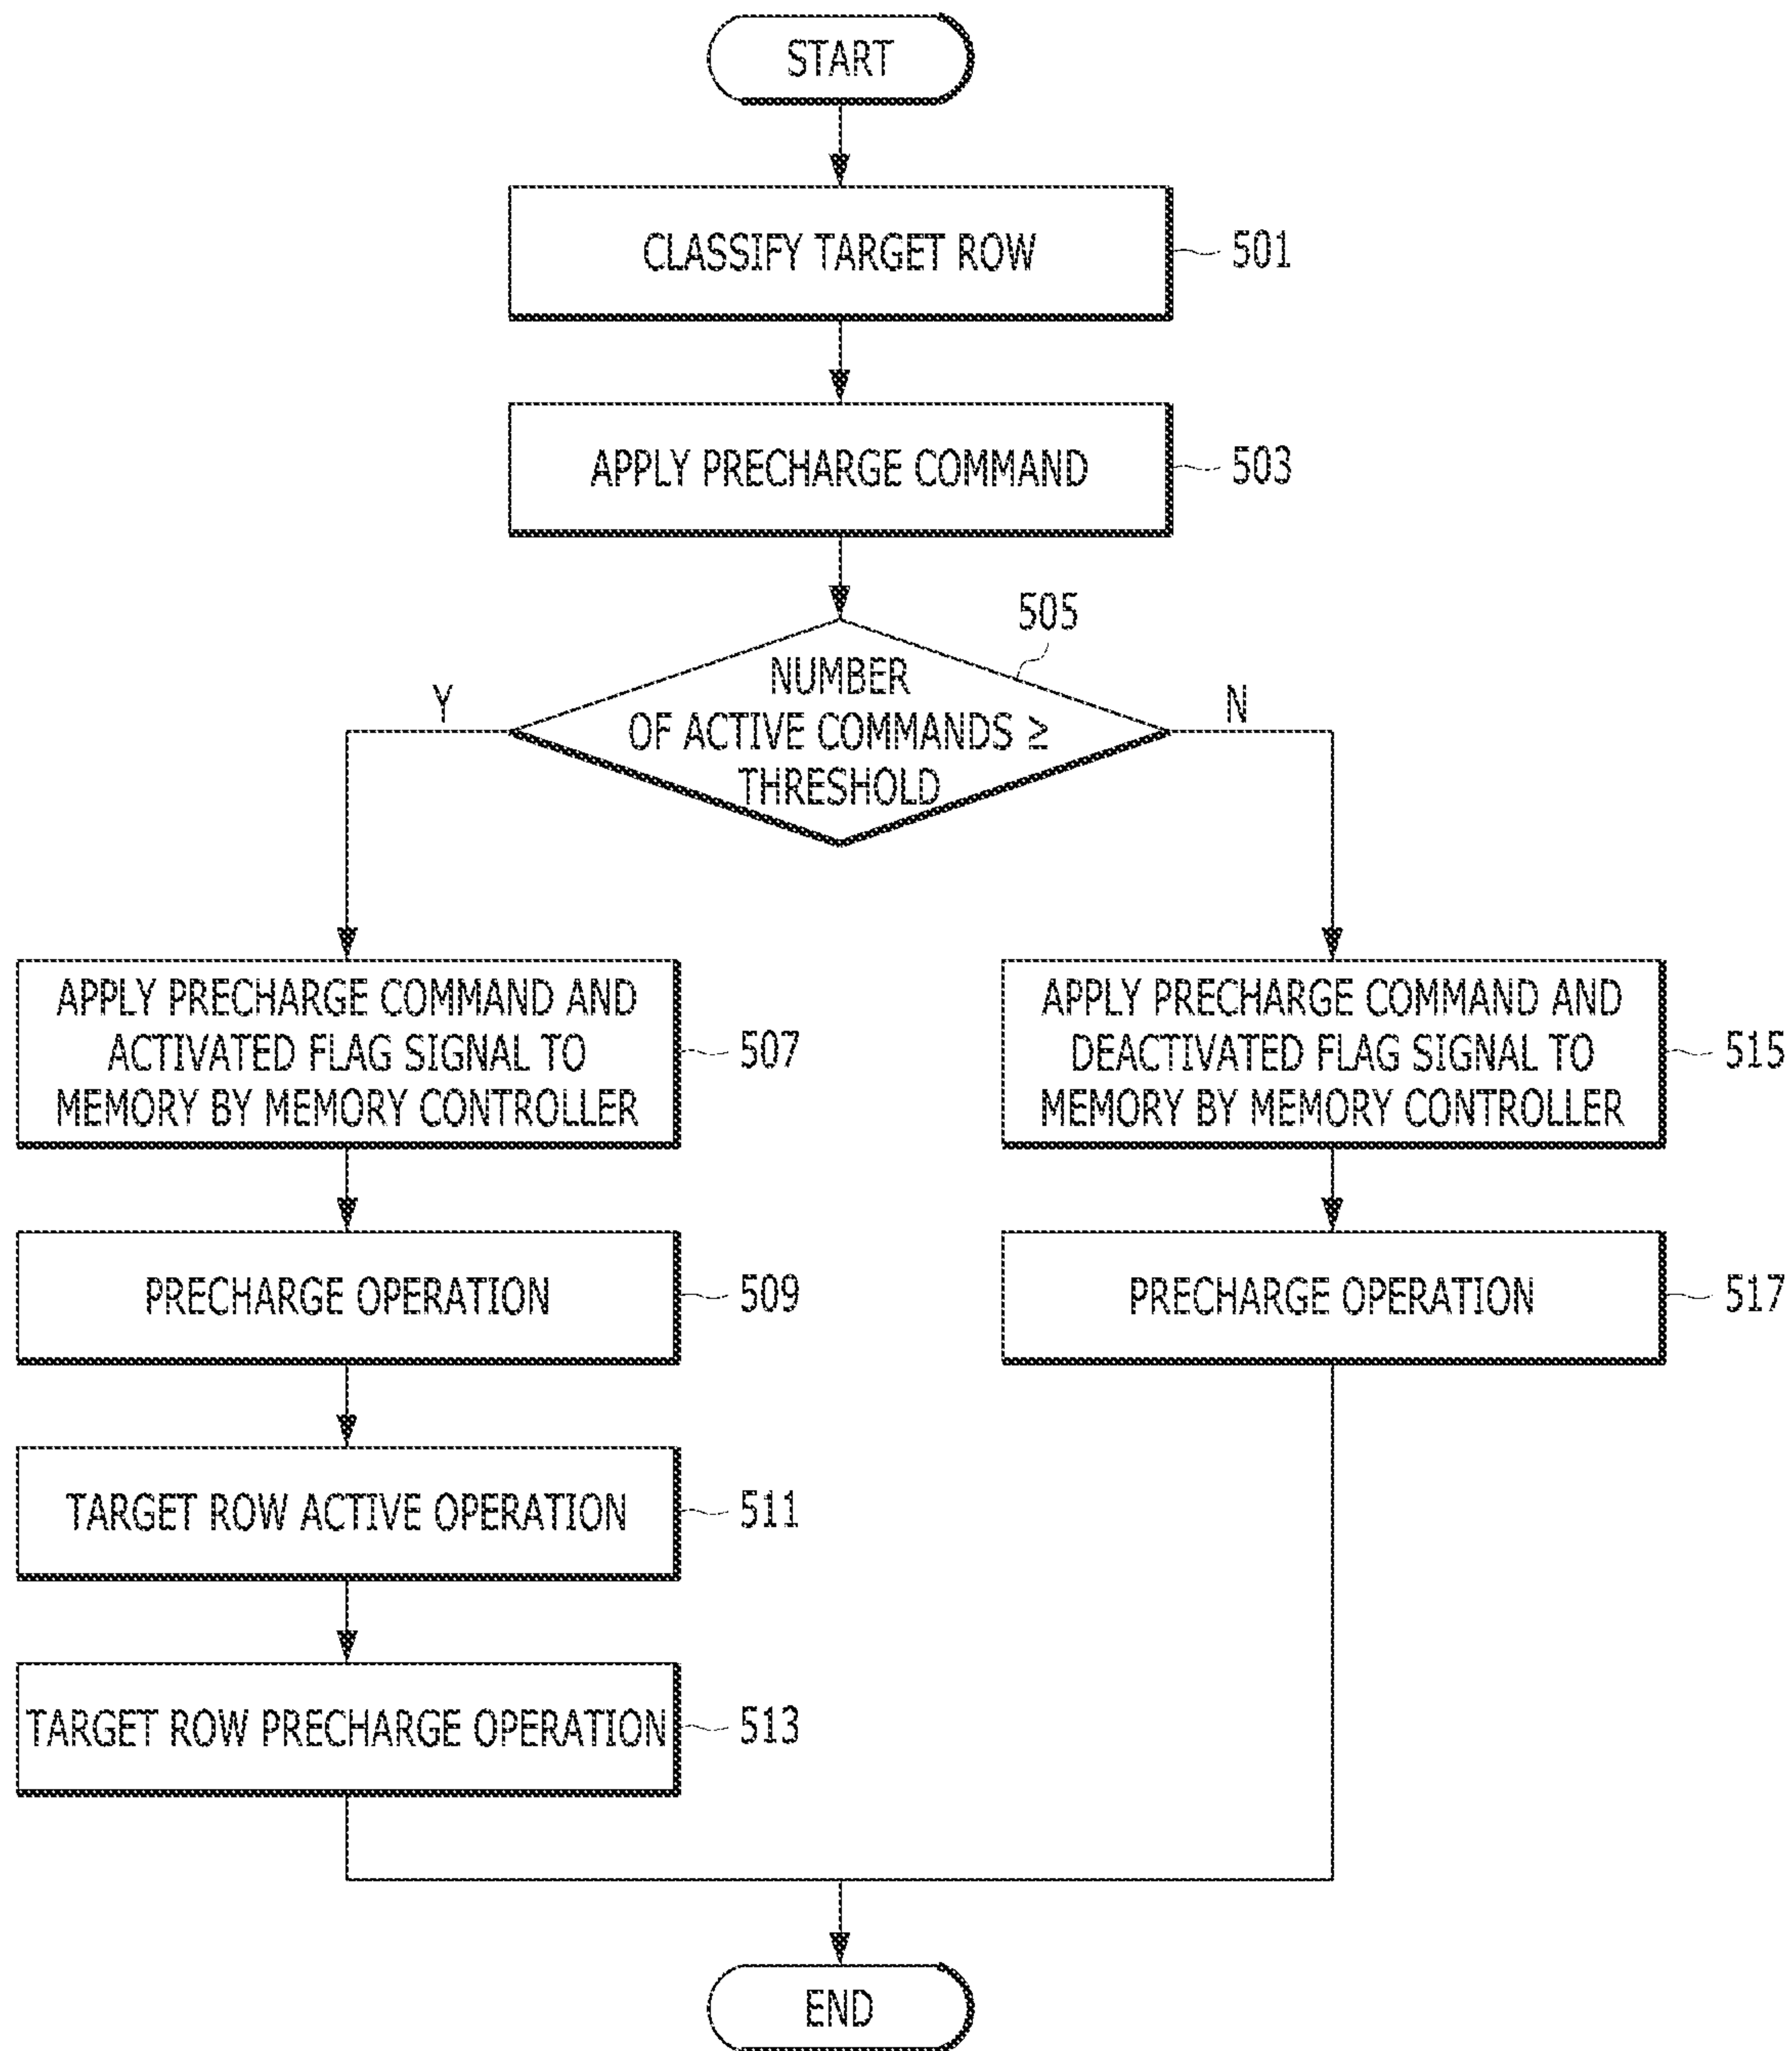 START
CLASSIFY TARGET ROW
501
APPLY PRECHARGE COMMAND
503
505
NUMBER
OF ACTIVE COMMANDS ≥
THRESHOLD
Y
N
APPLY PRECHARGE COMMAND AND
ACTIVATED FLAG SIGNAL TO
MEMORY BY MEMORY CONTROLLER
507
APPLY PRECHARGE COMMAND AND
DEACTIVATED FLAG SIGNAL TO
MEMORY BY MEMORY CONTROLLER
515
PRECHARGE OPERATION
509
PRECHARGE OPERATION
517
TARGET ROW ACTIVE OPERATION
511
TARGET ROW PRECHARGE OPERATION
513
END